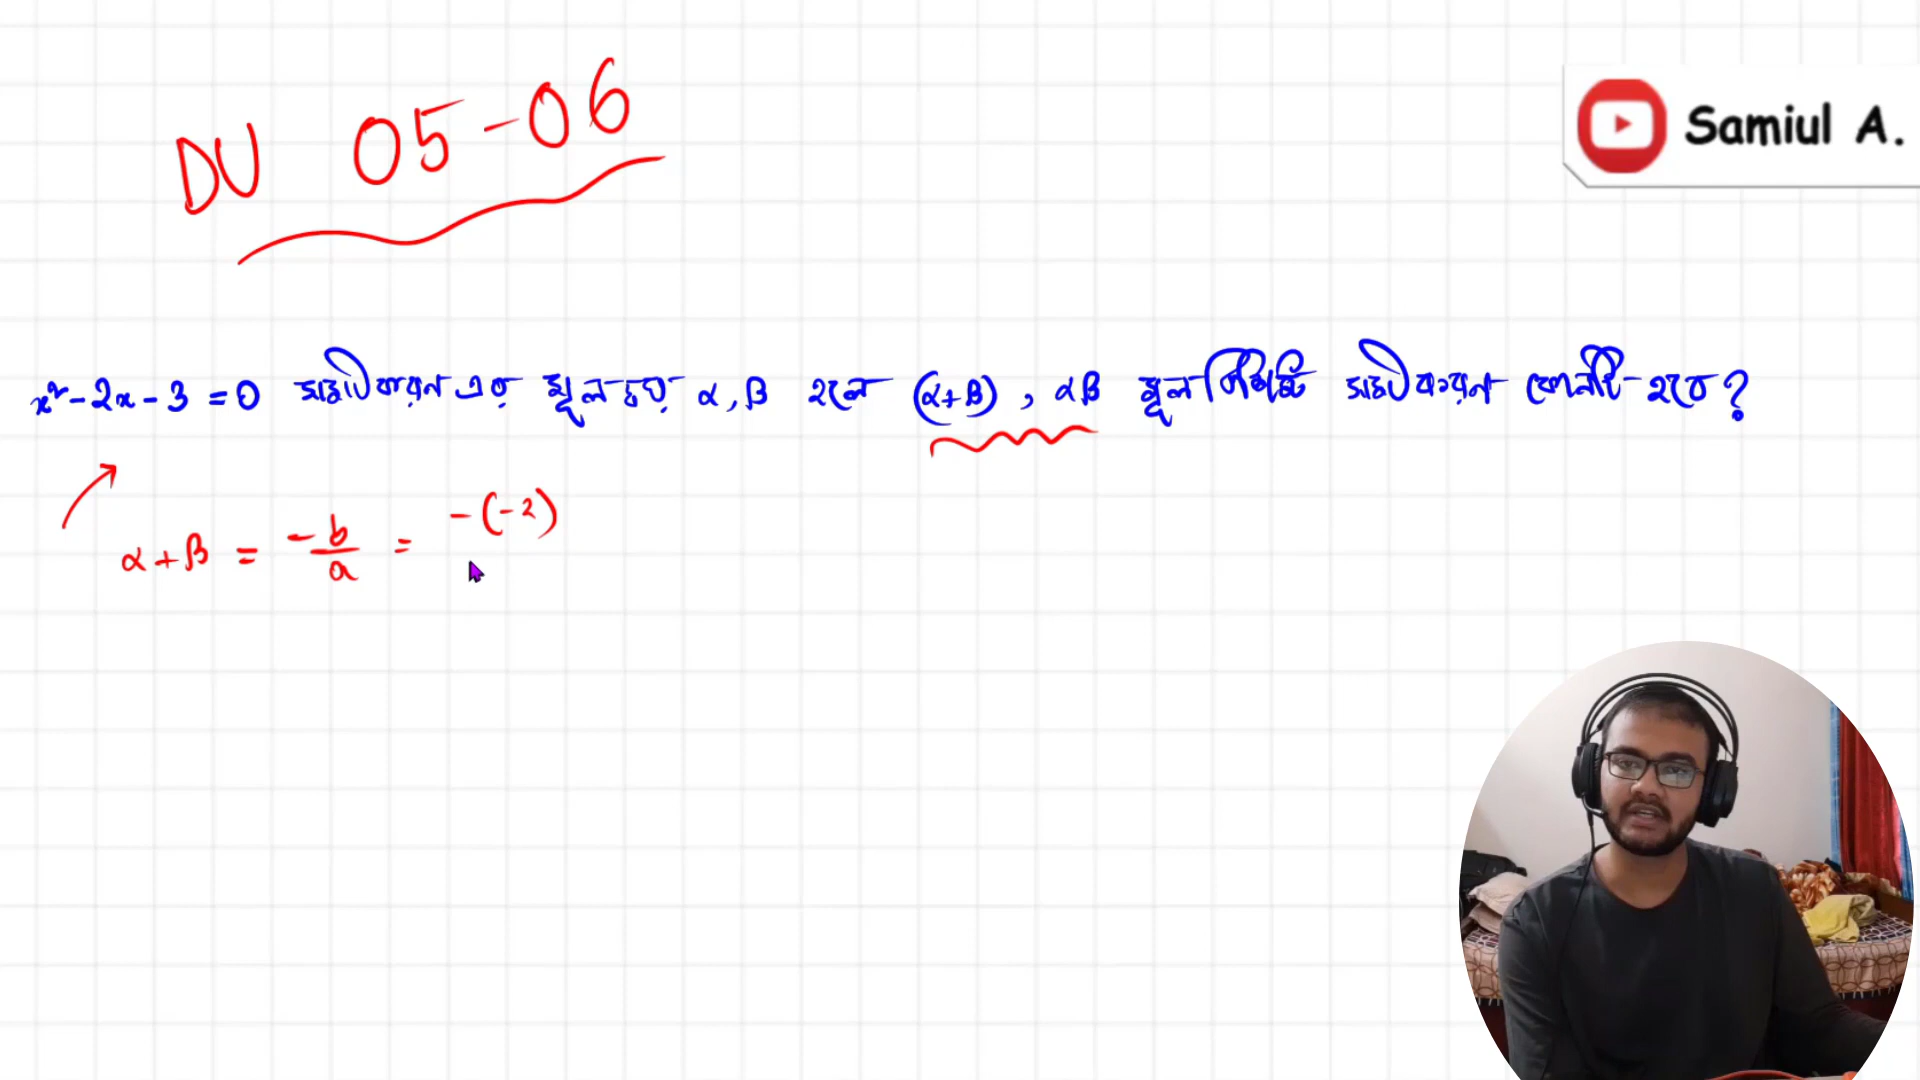 DU 05-06
Samiul A.
x² - 2x - 3 = 0 সমীকরণ এর মূলদ্বয় α, β হলে (α+β), αβ মূলবিশিষ্ট সমীকরণ কোনটি হবে?
α+β = -b/a = -(-2)